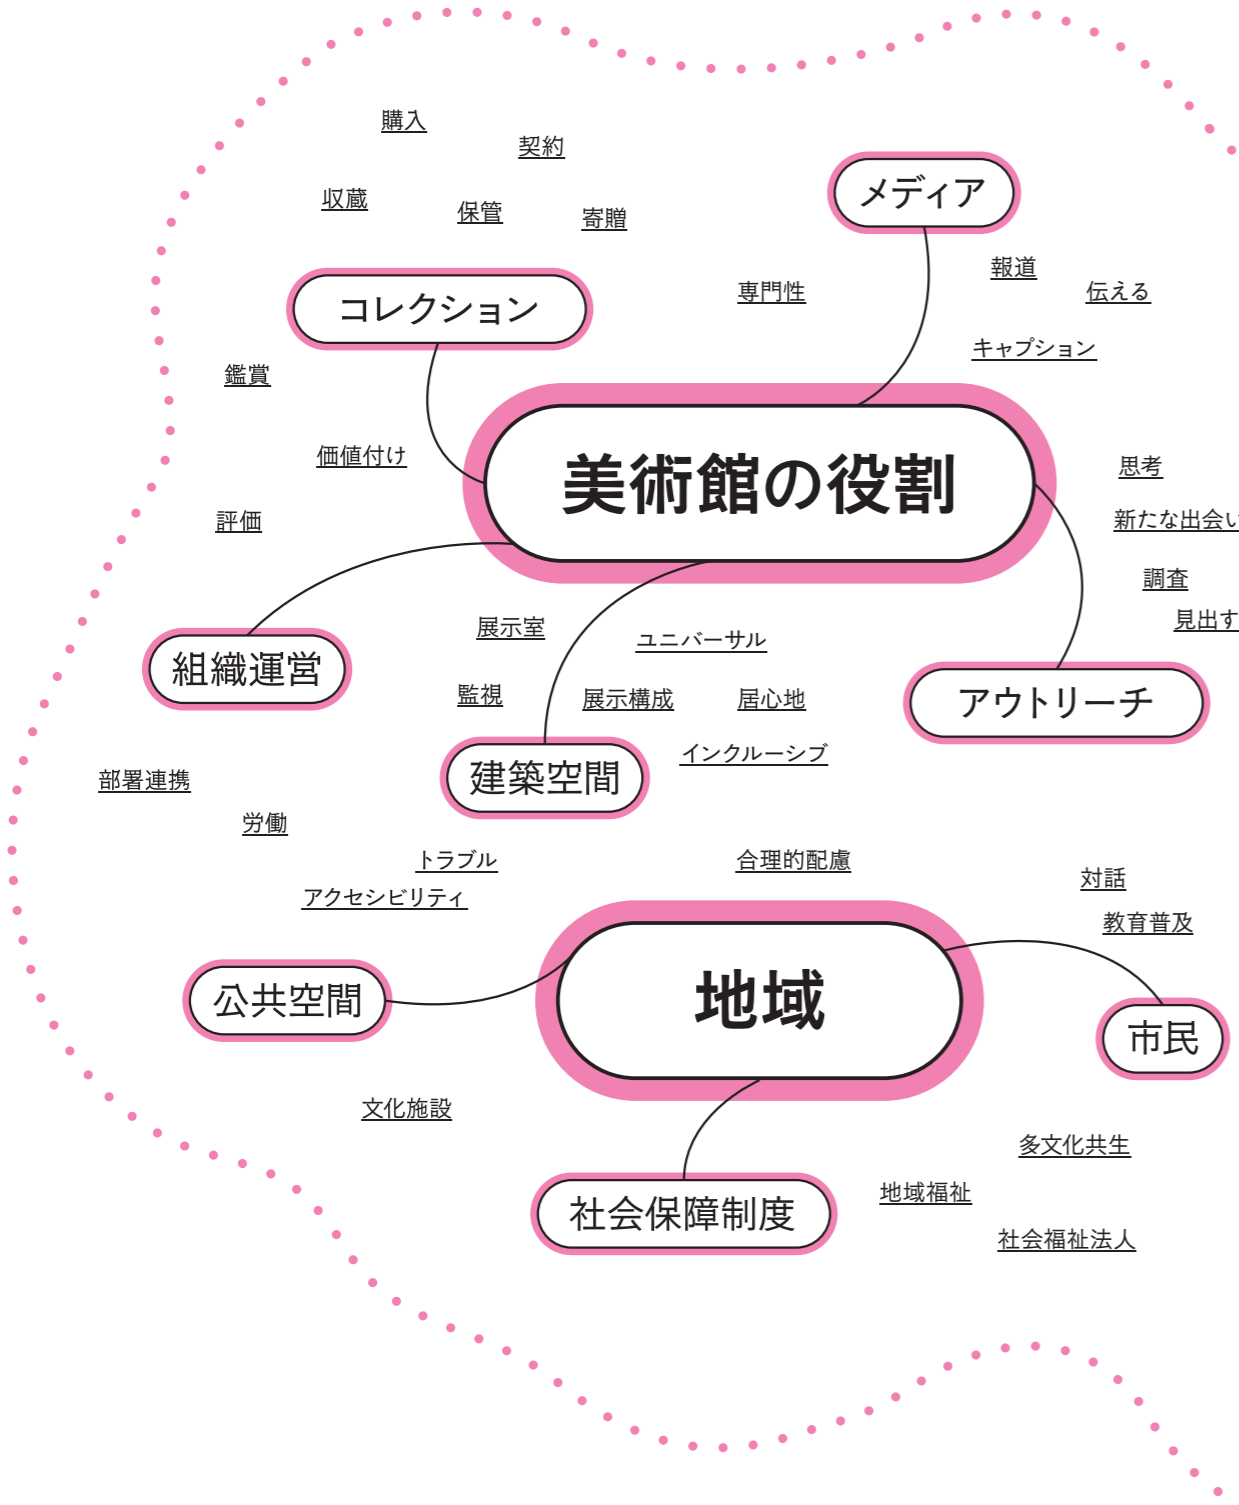 購入
契約
収蔵
保管
寄贈
メディア
報道
伝える
専門性
コレクション
キャプション
鑑賞
価値付け
美術館の役割
思考
評価
新たな出会い
調査
見出す
展示室
ユニバーサル
組織運営
監視
展示構成
居心地
アウトリーチ
インクルーシブ
建築空間
部署連携
労働
トラブル
合理的配慮
アクセシビリティ
対話
教育普及
公共空間
地域
市民
文化施設
多文化共生
地域福祉
社会保障制度
社会福祉法人